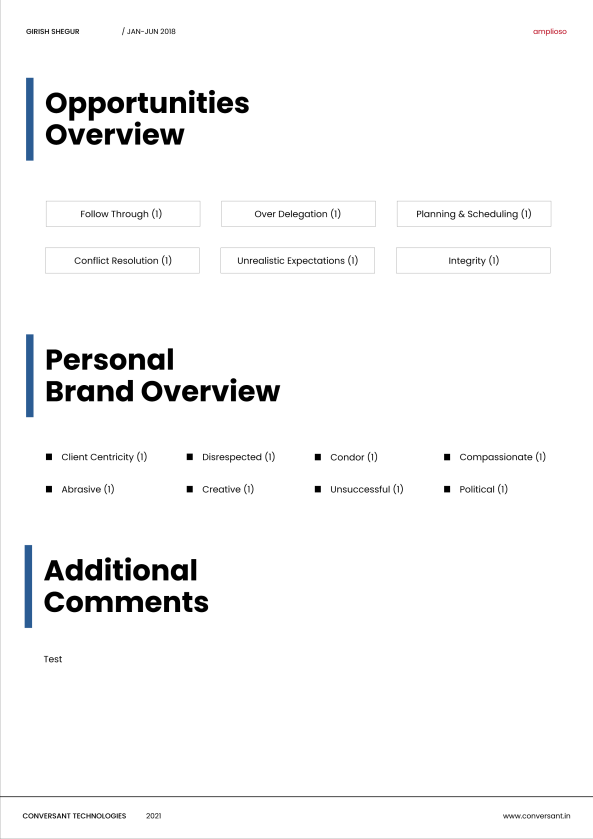 GIRISH SHEGUR / JAN-JUN 2018 amplioso
Opportunities
Overview
Follow Through (1) Over Delegation (1) Planning & Scheduling (1)
Conflict Resolution (1) Unrealistic Expectations (1) Integrity (1)
Personal
Brand Overview
Client Centricity (1) Disrespected (1) Condor (1) Compassionate (1)
Abrasive (1) Creative (1) Unsuccessful (1) Political (1)
Additional
Comments
Test
CONVERSANT TECHNOLOGIES 2021 www.conversant.in